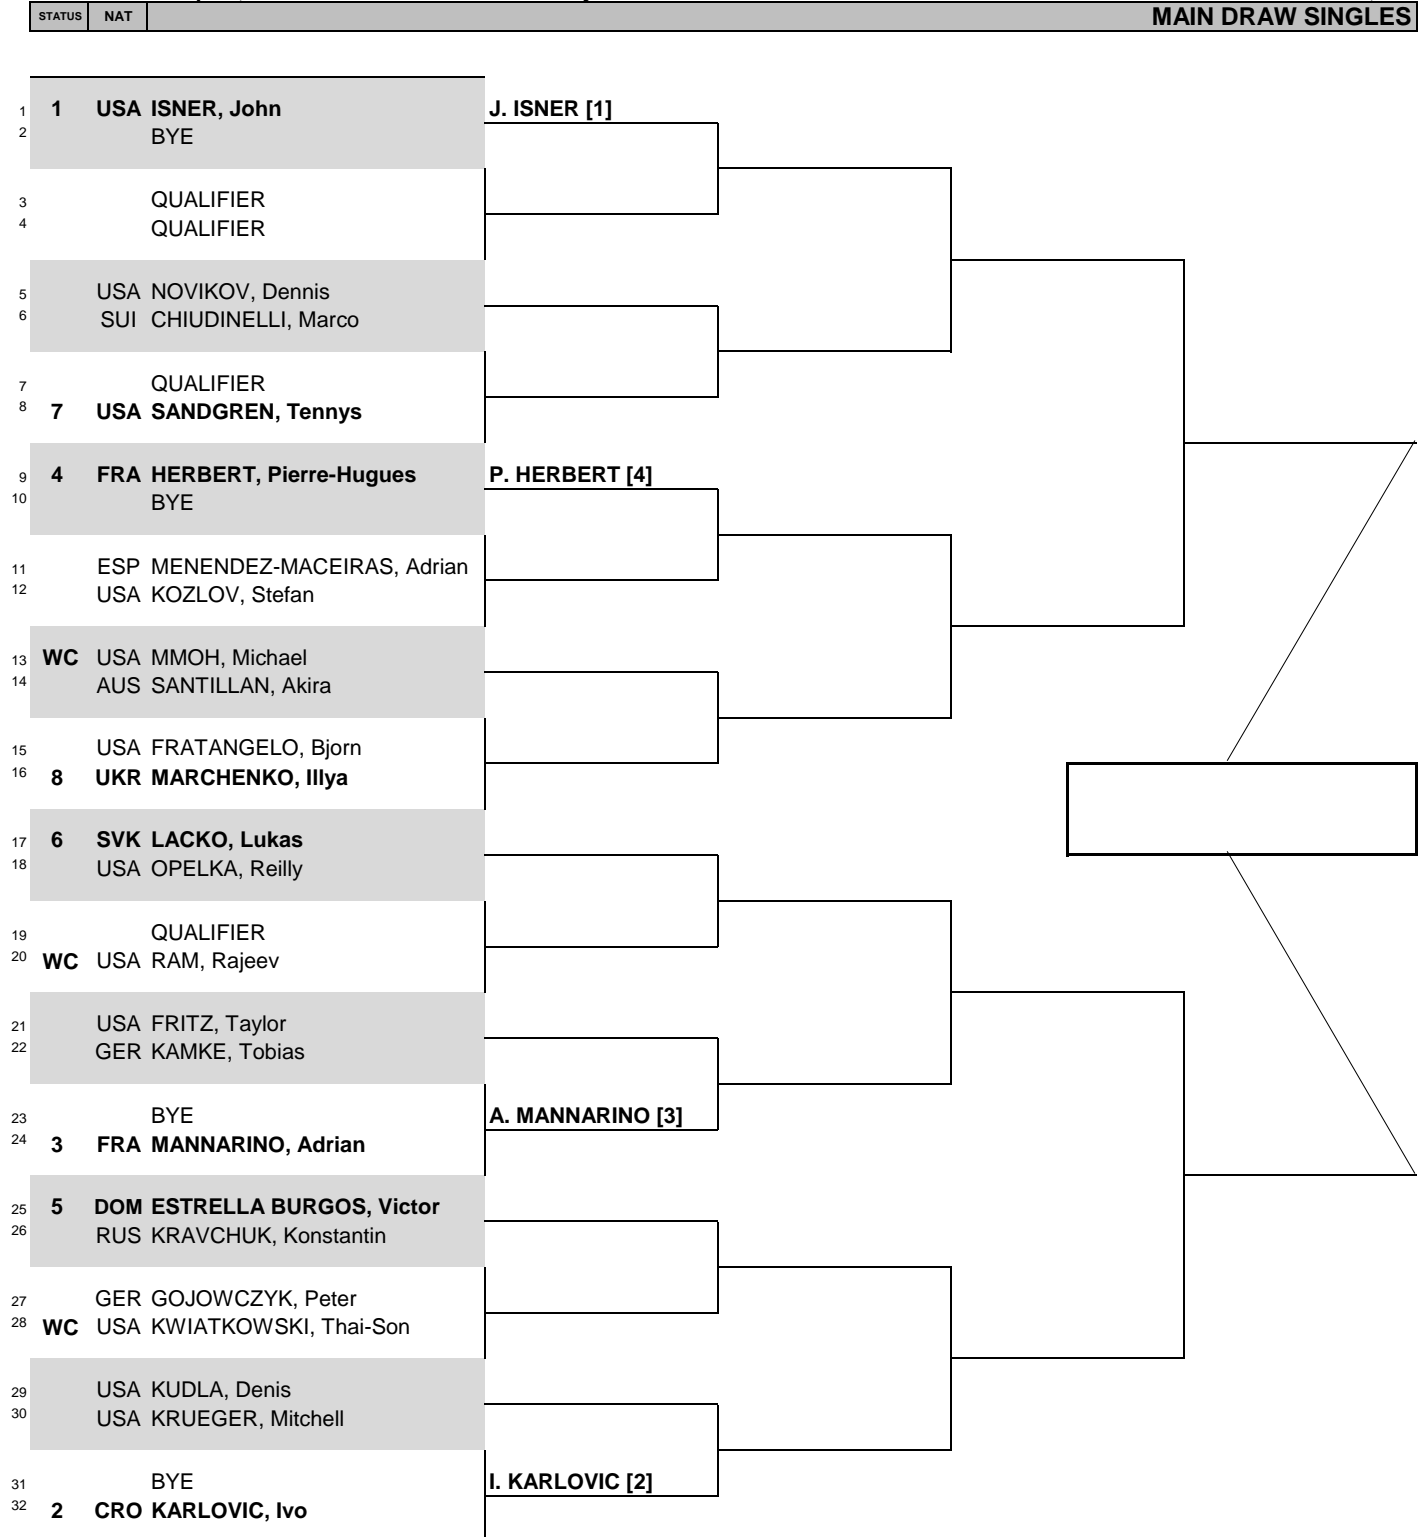 STATUS NAT MAIN DRAW SINGLES
1 1 USA ISNER, John J. ISNER [1]
2 BYE
3 QUALIFIER
4 QUALIFIER
5 USA NOVIKOV, Dennis
6 SUI CHIUDINELLI, Marco
7 QUALIFIER
8 7 USA SANDGREN, Tennys
9 4 FRA HERBERT, Pierre-Hugues P. HERBERT [4]
10 BYE
11 ESP MENENDEZ-MACEIRAS, Adrian
12 USA KOZLOV, Stefan
13 WC USA MMOH, Michael
14 AUS SANTILLAN, Akira
15 USA FRATANGELO, Bjorn
16 8 UKR MARCHENKO, Illya
17 6 SVK LACKO, Lukas
18 USA OPELKA, Reilly
19 QUALIFIER
20 WC USA RAM, Rajeev
21 USA FRITZ, Taylor
22 GER KAMKE, Tobias
23 BYE A. MANNARINO [3]
24 3 FRA MANNARINO, Adrian
25 5 DOM ESTRELLA BURGOS, Victor
26 RUS KRAVCHUK, Konstantin
27 GER GOJOWCZYK, Peter
28 WC USA KWIATKOWSKI, Thai-Son
29 USA KUDLA, Denis
30 USA KRUEGER, Mitchell
31 BYE I. KARLOVIC [2]
32 2 CRO KARLOVIC, Ivo